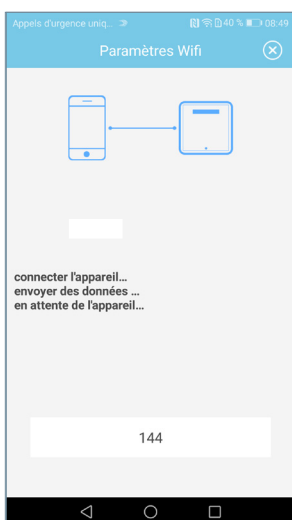 Appels d'urgence uniq... 40 % 08:49
Paramètres Wifi
connecter l'appareil...
envoyer des données ...
en attente de l'appareil...
144